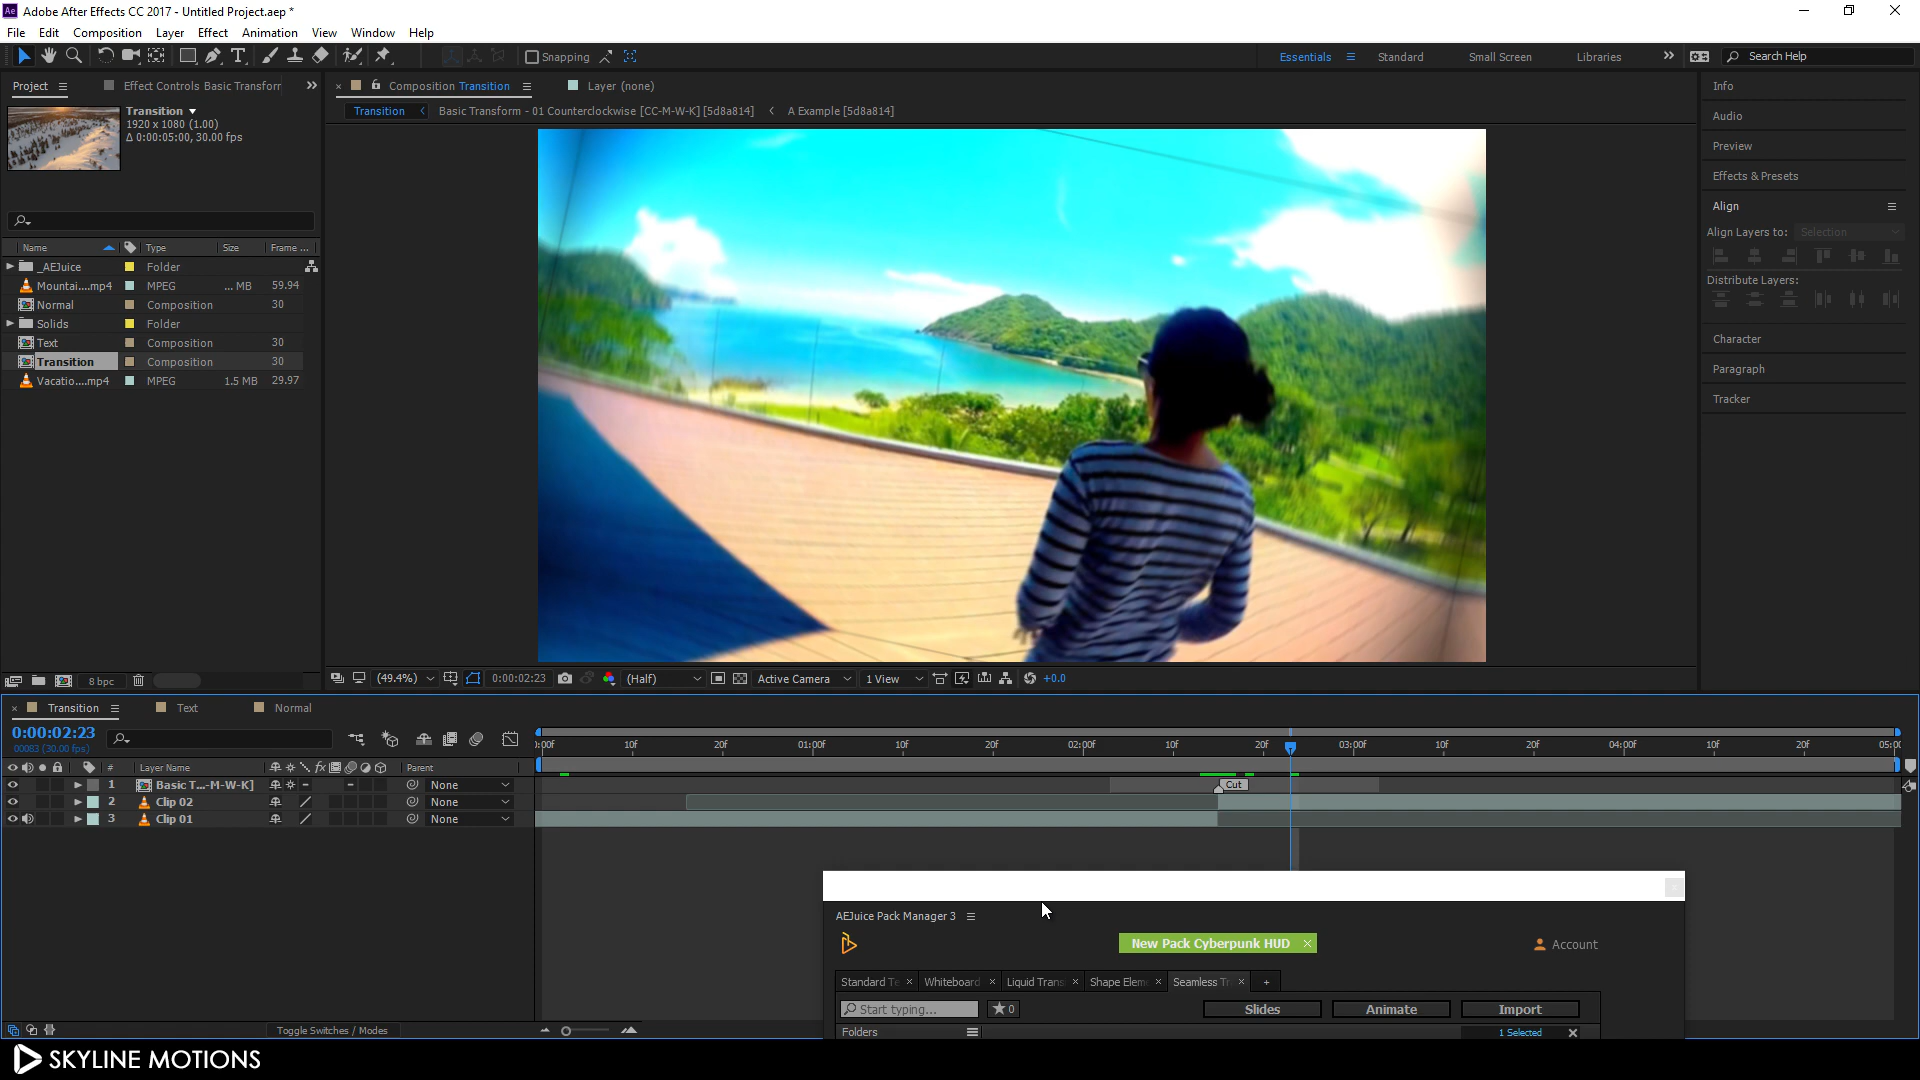 Adobe After Effects CC 2017 - Untitled Project.aep *
File Edit Composition Layer Effect Animation View Window Help
Snapping
Essentials Standard Small Screen Libraries Search Help
Project Effect Controls Basic Transforr
Composition Transition Layer (none)
Transition Basic Transform - 01 Counterclockwise [CC-M-W-K] [5d8a814] A Example [5d8a814]
Transition
1920 x 1080 (1.00)
Δ 0:00:05:00, 30.00 fps
Name Type Size Frame ...
_AEJuice Folder
Mountai....mp4 MPEG ... MB 59.94
Normal Composition 30
Solids Folder
Text Composition 30
Transition Composition 30
Vacatio....mp4 MPEG 1.5 MB 29.97
8 bpc
Info
Audio
Preview
Effects & Presets
Align
Align Layers to: Selection
Distribute Layers:
Character
Paragraph
Tracker
(49.4%) 0:00:02:23 (Half) Active Camera 1 View +0.0
Transition Text Normal
0:00:02:23
00083 (30.00 fps)
):00f 10f 20f 01:00f 10f 20f 02:00f 10f 20f 03:00f 10f 20f 04:00f 10f 20f 05:00
# Layer Name fx Parent
1 Basic T...-M-W-K] None
Cut
2 Clip 02 None
3 Clip 01 None
Toggle Switches / Modes
AEJuice Pack Manager 3
New Pack Cyberpunk HUD ×
Account
Standard Te × Whiteboard × Liquid Trans × Shape Elem × Seamless Tr × +
Start typing... 0 Slides Animate Import
Folders 1 Selected
SKYLINE MOTIONS